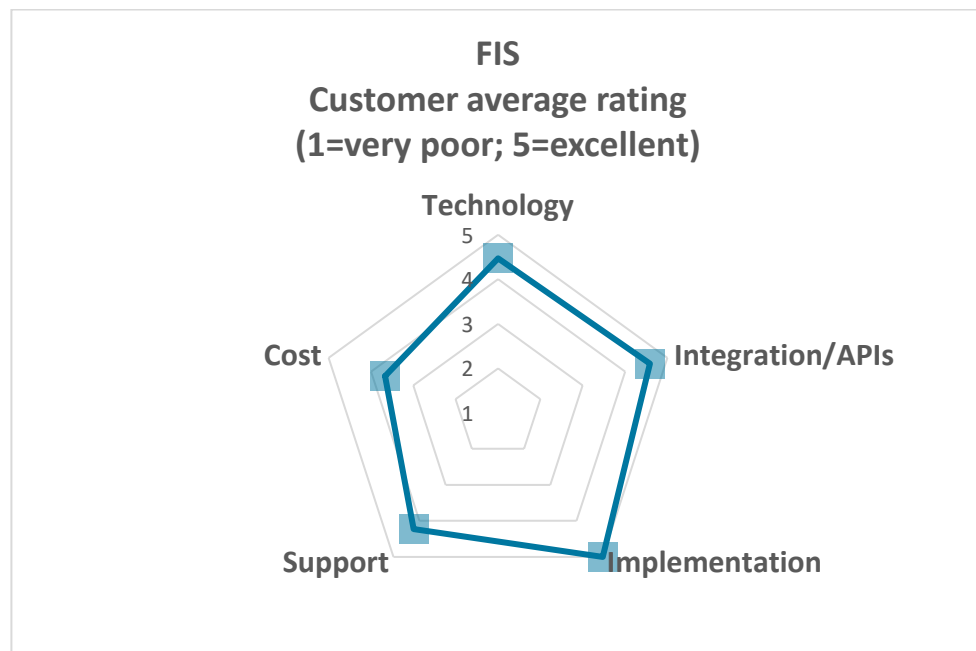 FIS
Customer average rating
(1=very poor; 5=excellent)
Technology
5
4
3
2
1
Cost
Integration/APIs
Support
Implementation